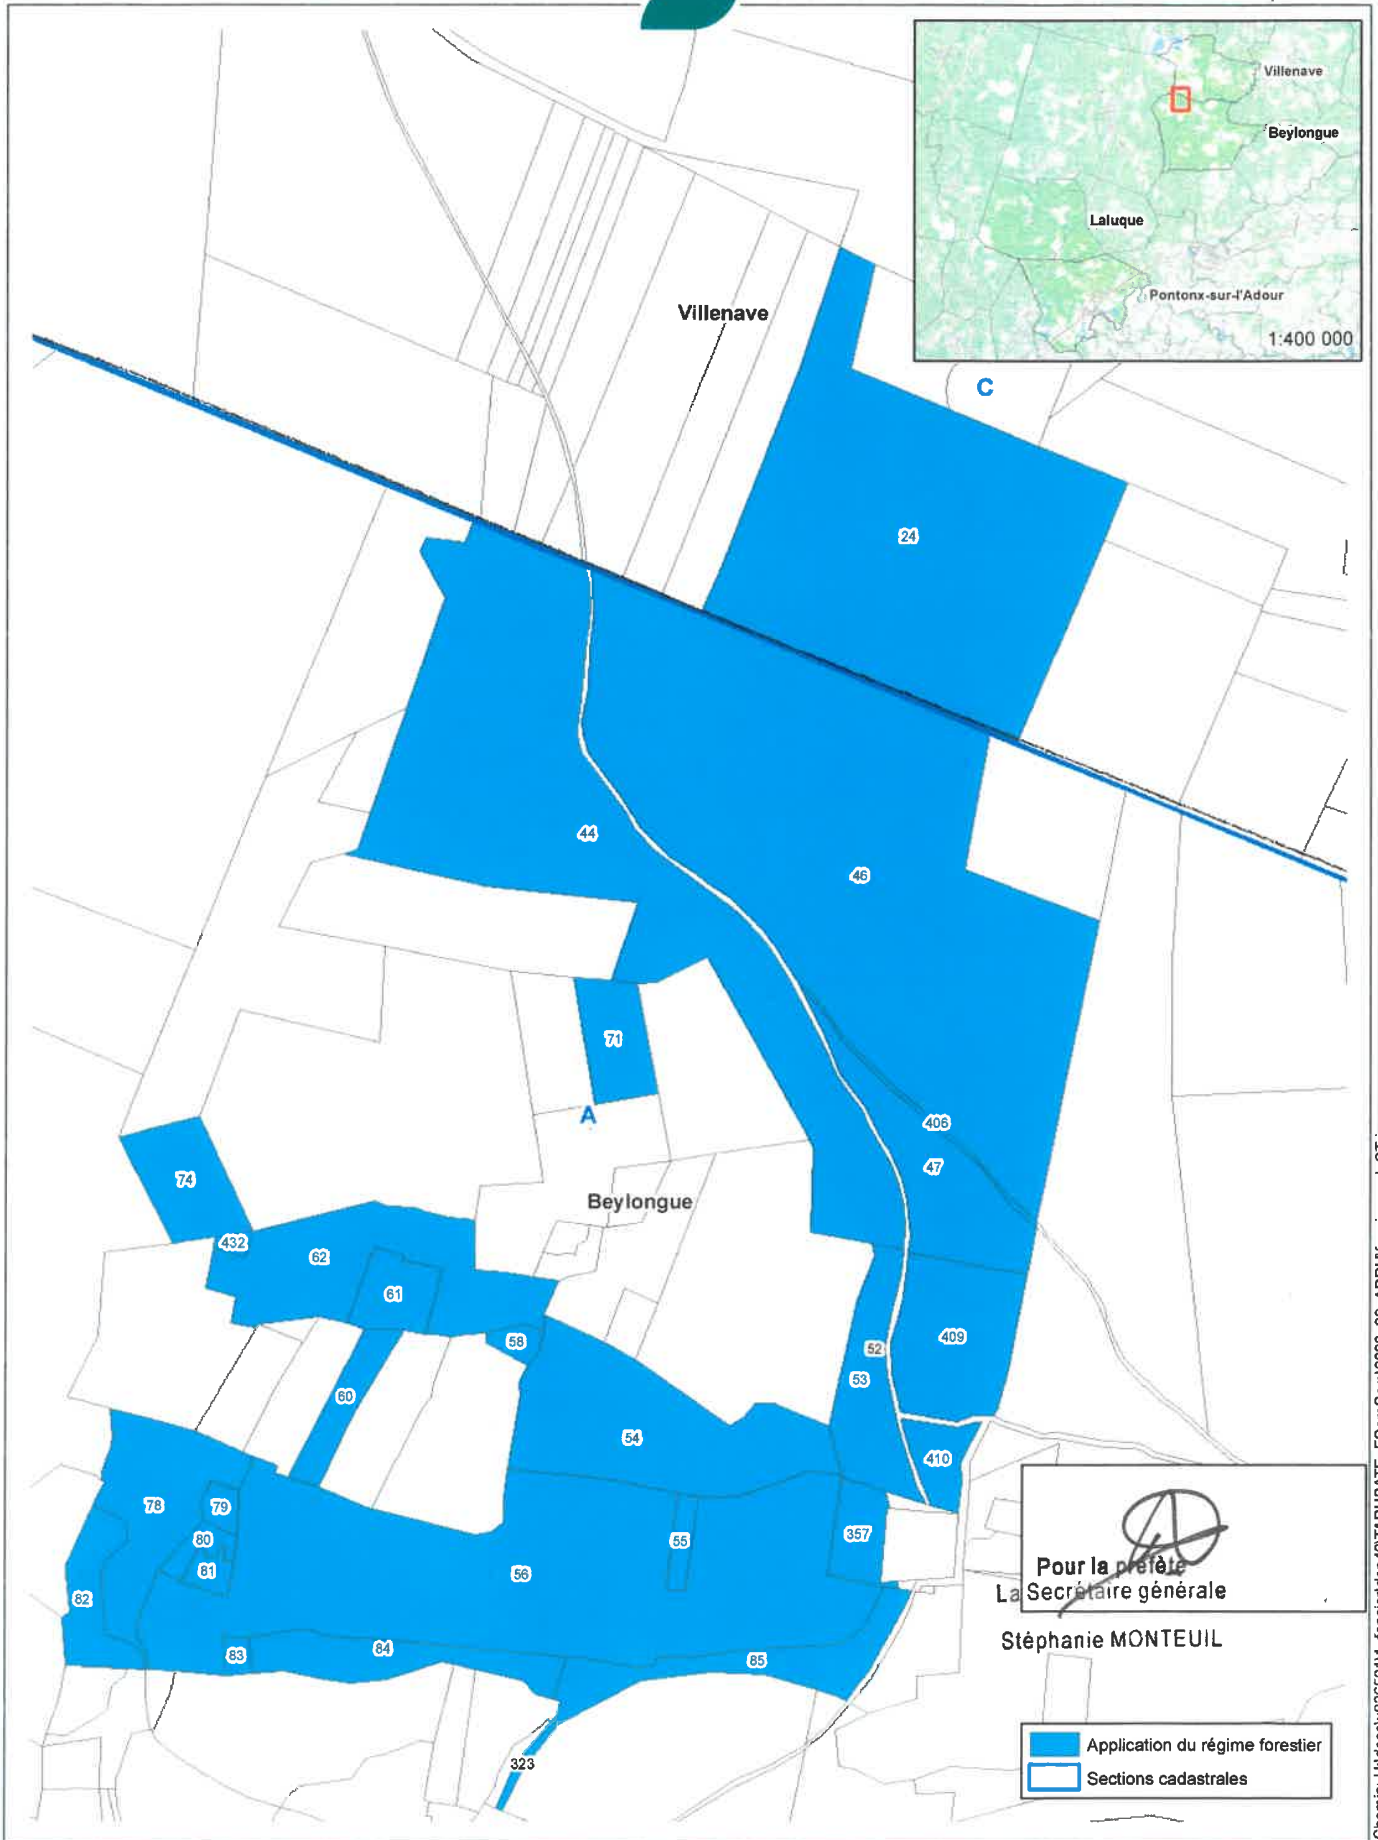 Villenave
Beylongue
Laluque
Pontonx-sur-l'Adour
1:400 000
Villenave
C
24
44
46
71
A
406
47
74
Beylongue
432
62
61
58
52
409
53
60
54
410
78
79
80
81
55
357
56
82
83
84
85
323
Pour la préfète
La Secrétaire générale
Stéphanie MONTEUIL
Application du régime forestier
Sections cadastrales